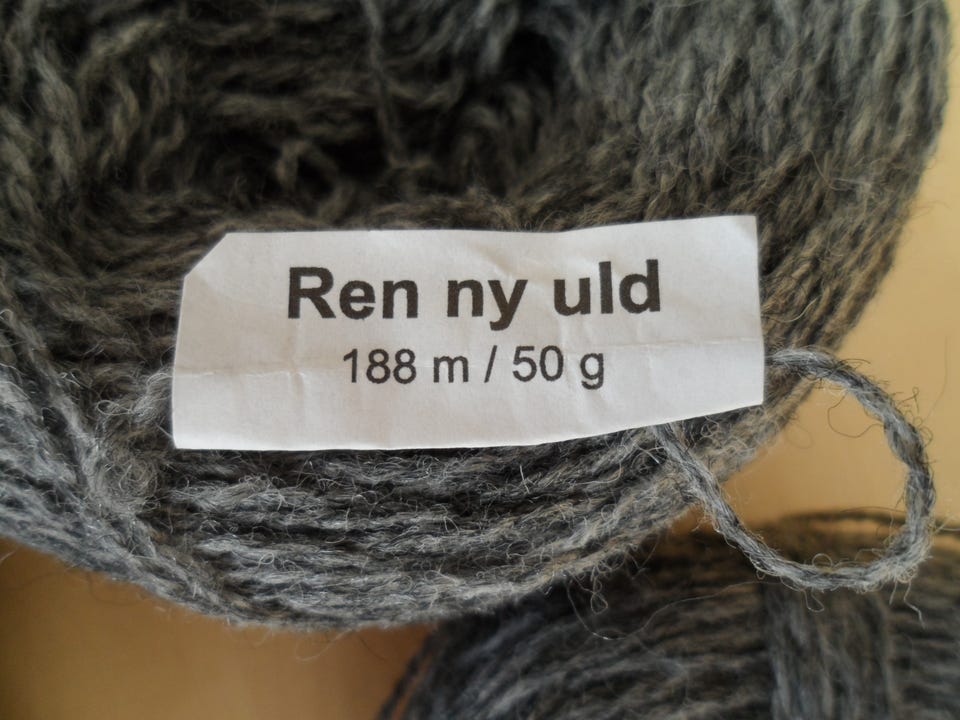 Ren ny uld
188 m / 50 g